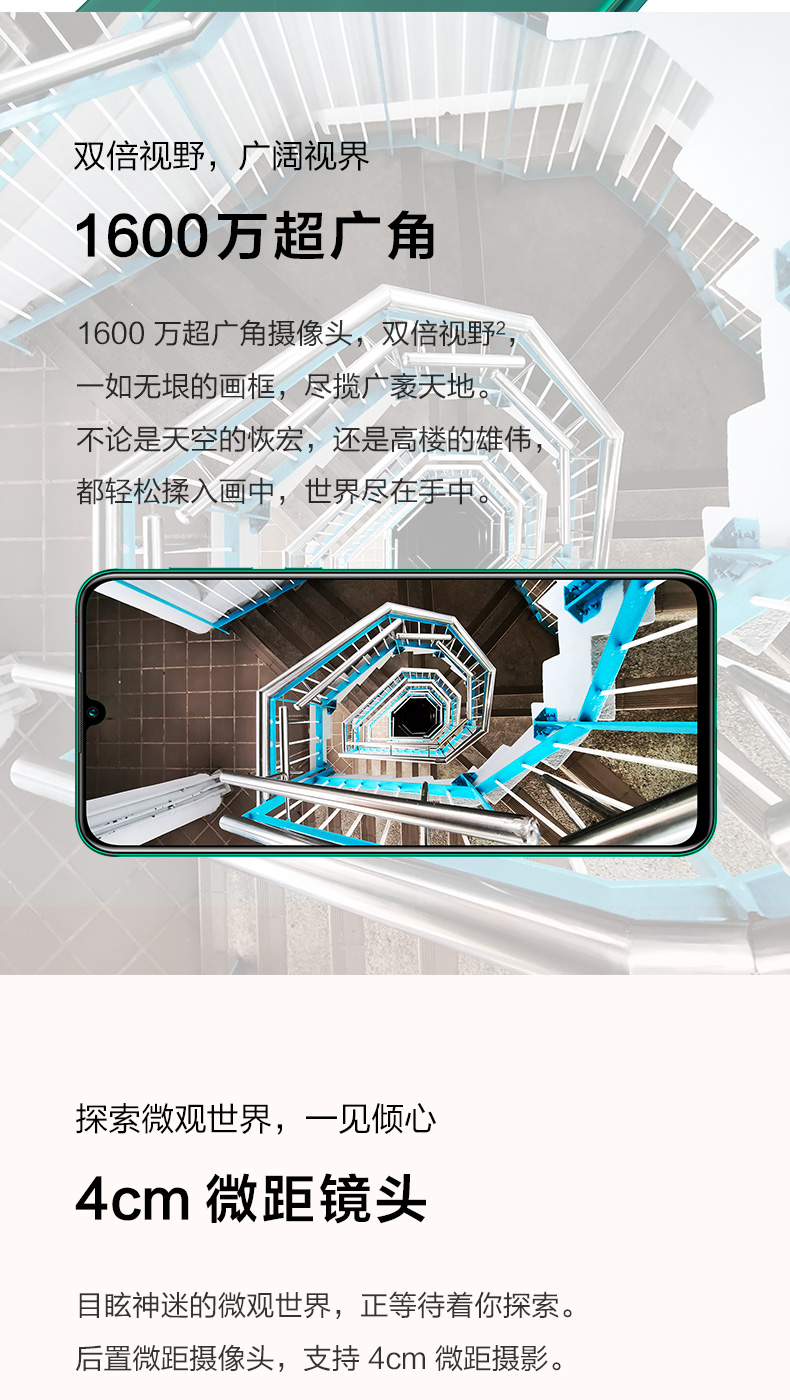 双倍视野，广阔视界
1600万超广角
1600 万超广角摄像头，双倍视野²，
一如无垠的画框，尽揽广袤天地。
不论是天空的恢宏，还是高楼的雄伟，
都轻松揉入画中，世界尽在手中。
探索微观世界，一见倾心
4cm 微距镜头
目眩神迷的微观世界，正等待着你探索。
后置微距摄像头，支持 4cm 微距摄影。